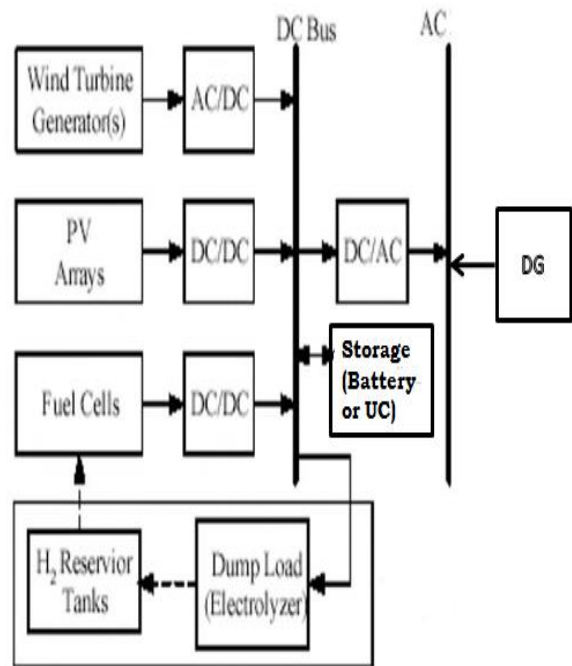 DC Bus
AC
Wind Turbine
Generator(s)
AC/DC
PV
Arrays
DC/DC
DC/AC
DG
Storage
(Battery
or UC)
Fuel Cells
DC/DC
H₂ Reservior
Tanks
Dump Load
(Electrolyzer)